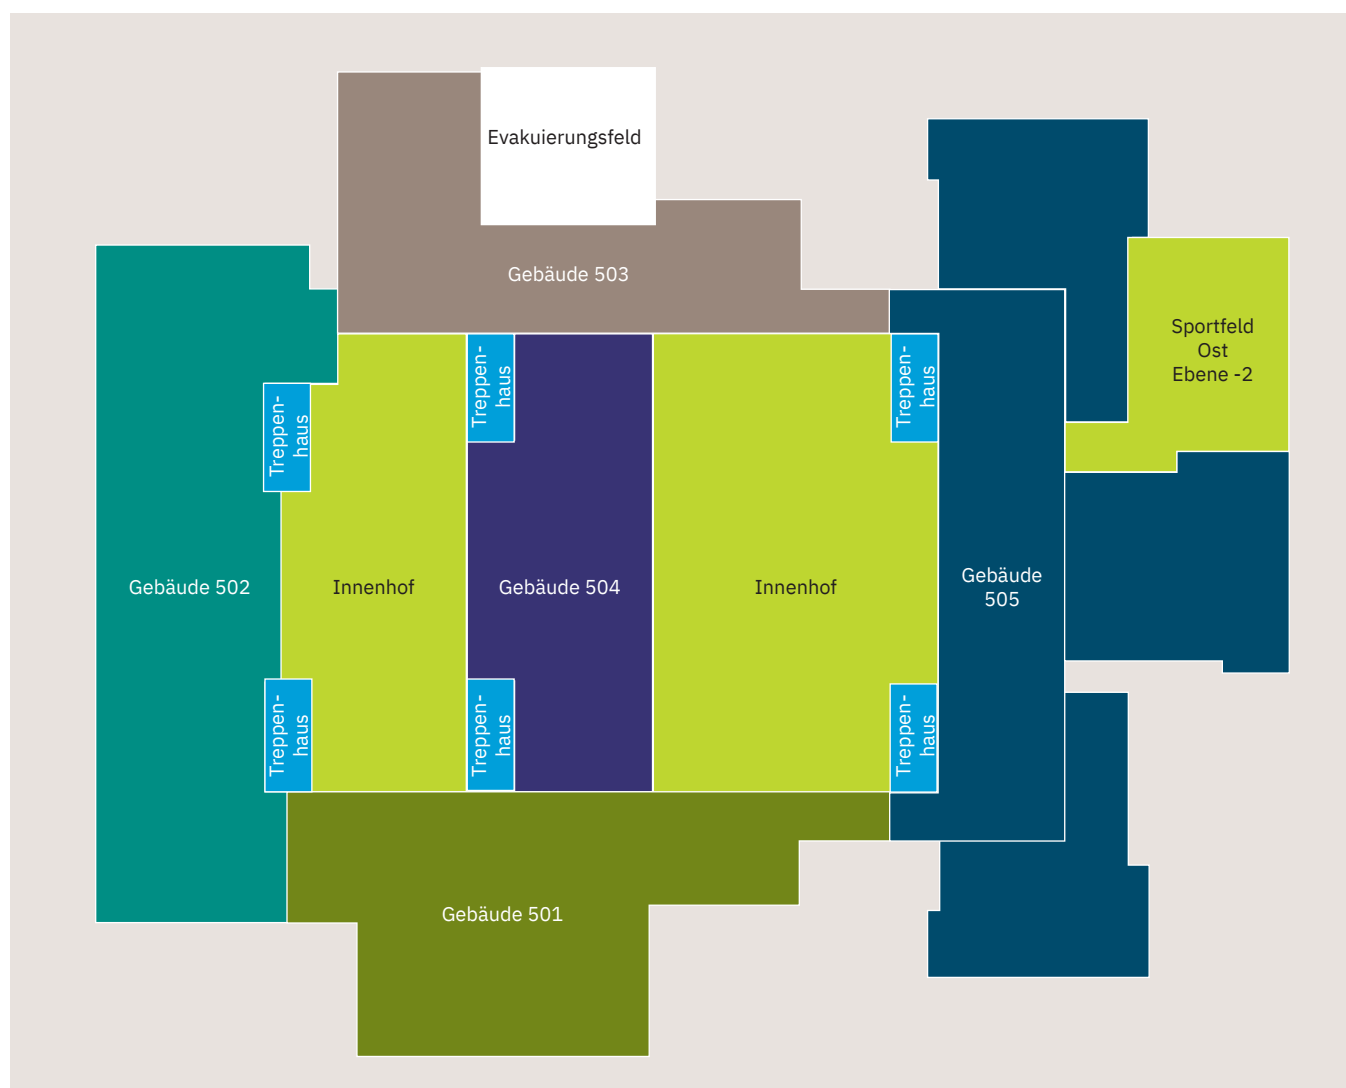 Evakuierungsfeld
Gebäude 503
Sportfeld
Ost
Ebene -2
Treppen-
haus
Treppen-
haus
Treppen-
haus
Gebäude 502
Innenhof
Gebäude 504
Innenhof
Gebäude
505
Treppen-
haus
Treppen-
haus
Treppen-
haus
Gebäude 501